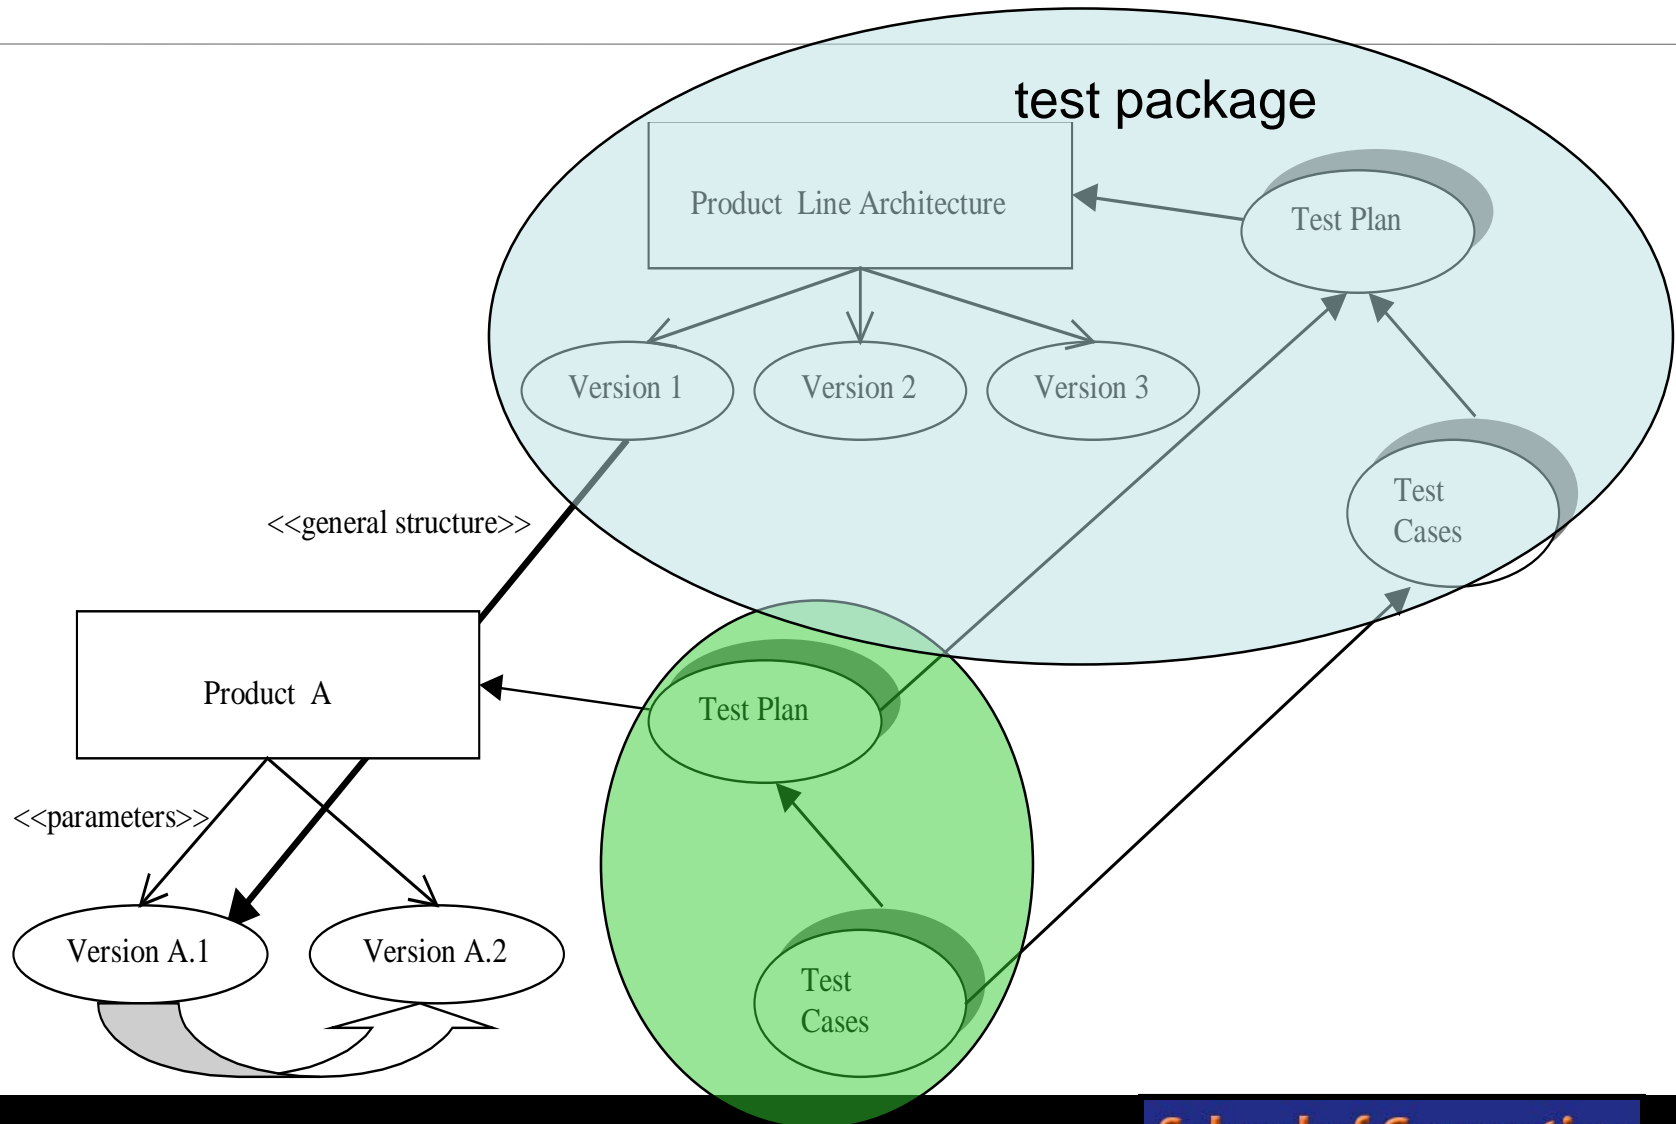 test package
Product Line Architecture
Test Plan
Version 1
Version 2
Version 3
Test
Cases
<<general structure>>
Product A
Test Plan
<<parameters>>
Version A.1
Version A.2
Test
Cases